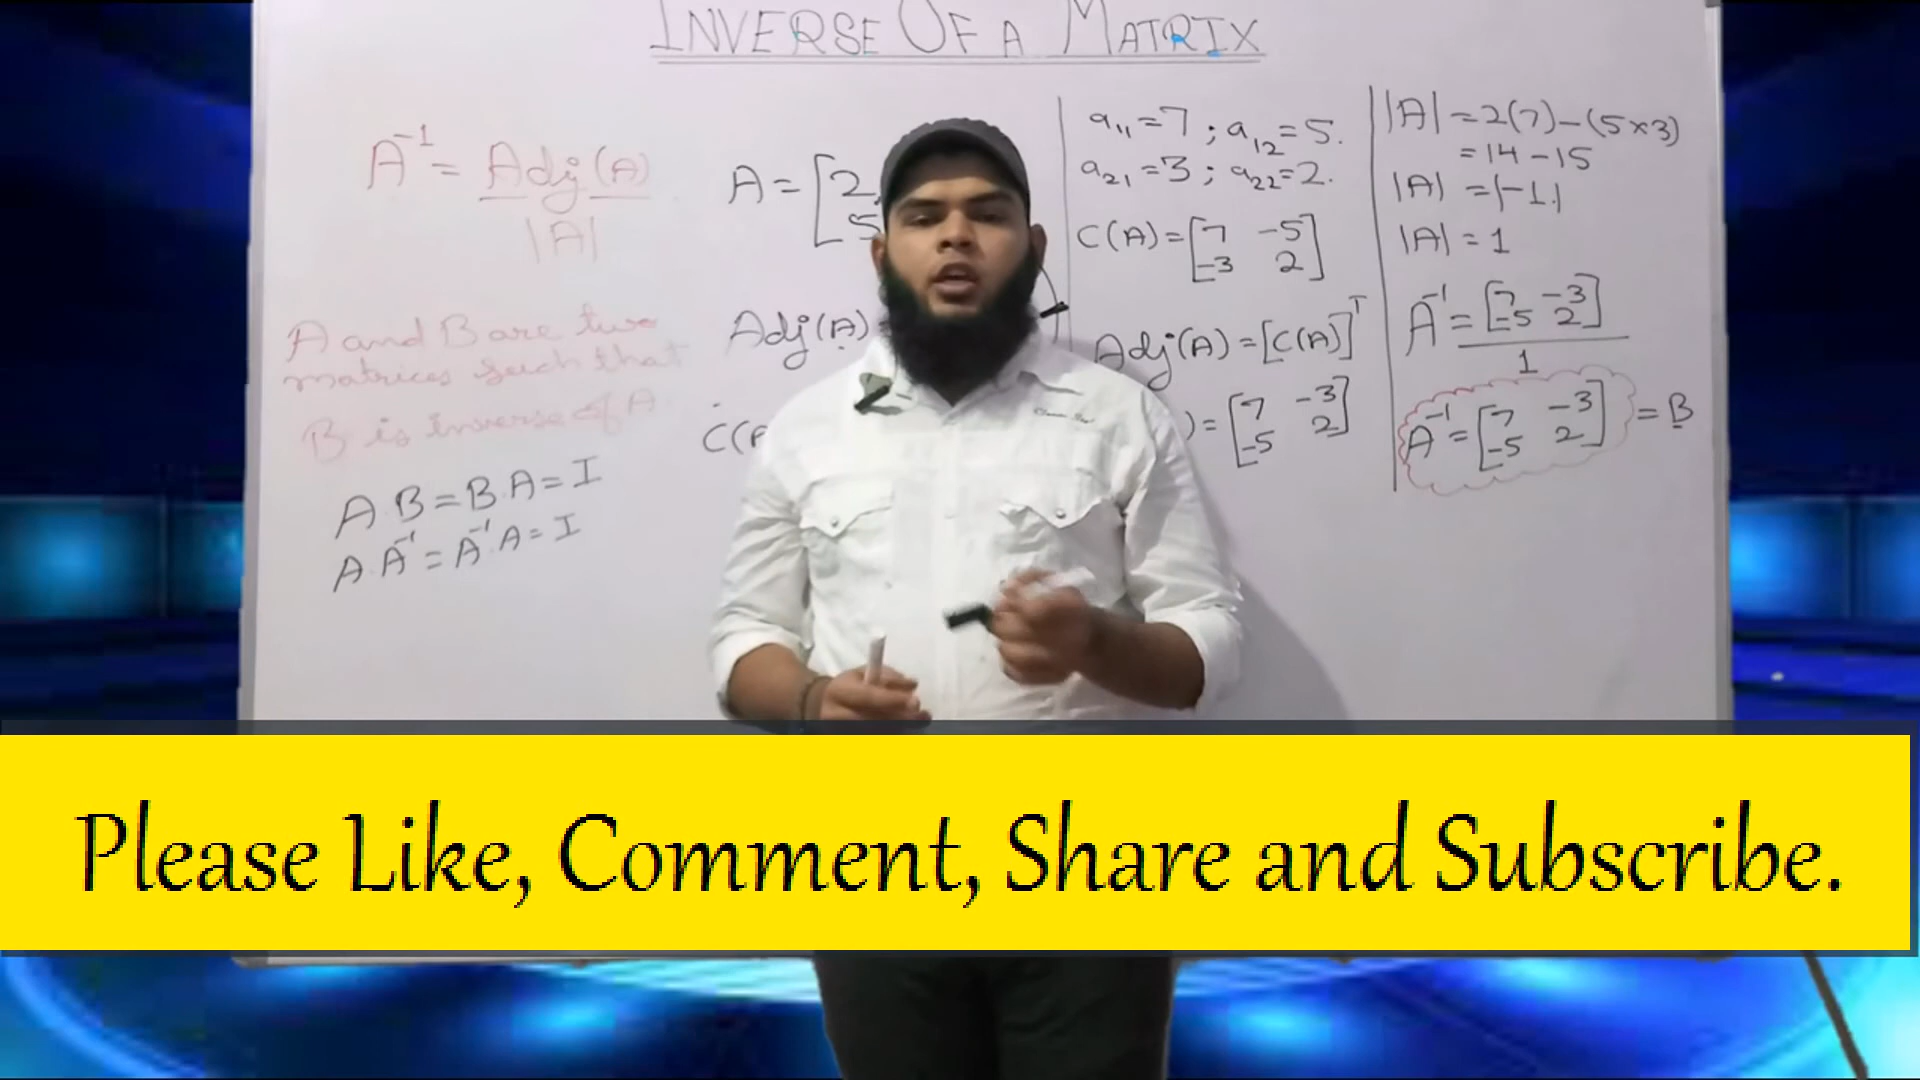 INVERSE OF A MATRIX
A⁻¹ = Adj(A)
|A|
A and B are two
matrices such that
B is inverse of A
A.B = B.A = I
A.A⁻¹ = A⁻¹.A = I
A = [2
5
Adj(A)
C(A
a₁₁ = 7 ; a₁₂ = 5.
a₂₁ = 3 ; a₂₂ = 2.
C(A) = [7 -5]
[-3 2]
Adj(A) = [C(A)]ᵀ
) = [7 -3]
[-5 2]
|A| = 2(7) - (5×3)
= 14 - 15
|A| = |-1.|
|A| = 1
A⁻¹ = [7 -3]
[-5 2]
1
A⁻¹ = [7 -3] = B
[-5 2]
Please Like, Comment, Share and Subscribe.